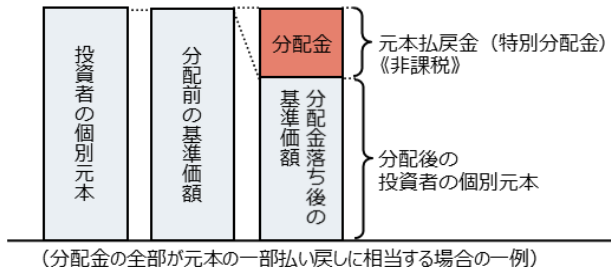 投資者の個別元本
分配前の基準価額
分配金
分配金落ち後の
基準価額
元本払戻金（特別分配金）
《非課税》
分配後の
投資者の個別元本
（分配金の全部が元本の一部払い戻しに相当する場合の一例）